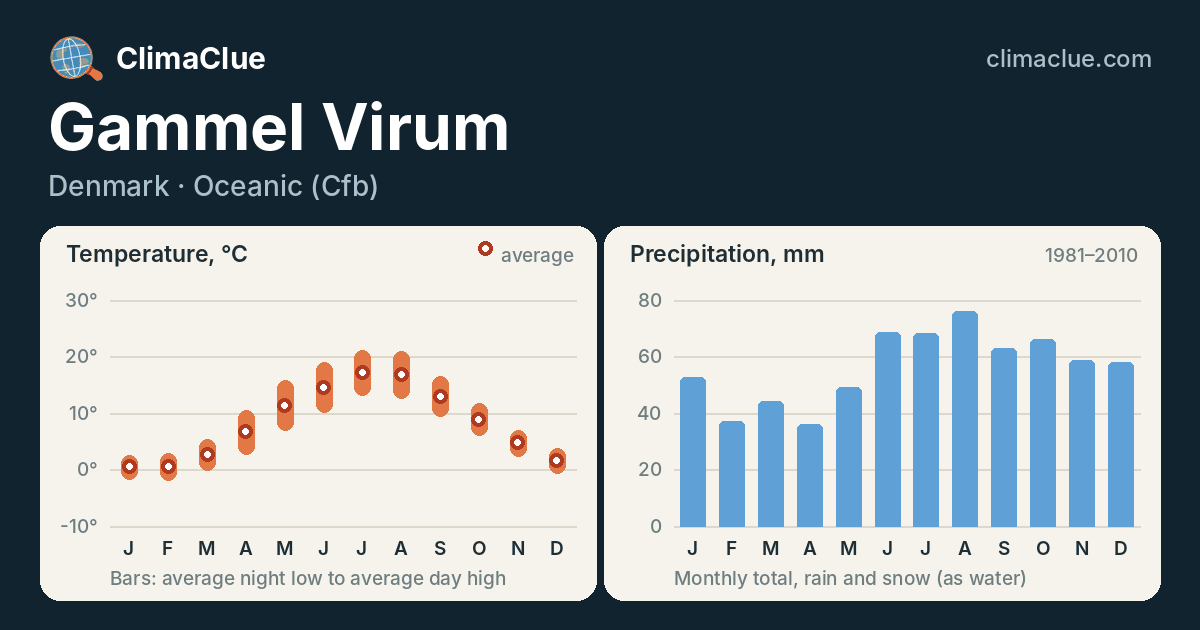 ClimaClue
climaclue.com
Gammel Virum
Denmark · Oceanic (Cfb)
Temperature, °C
average
30°
20°
10°
0°
-10°
J F M A M J J A S O N D
Bars: average night low to average day high
Precipitation, mm
1981–2010
80
60
40
20
0
J F M A M J J A S O N D
Monthly total, rain and snow (as water)